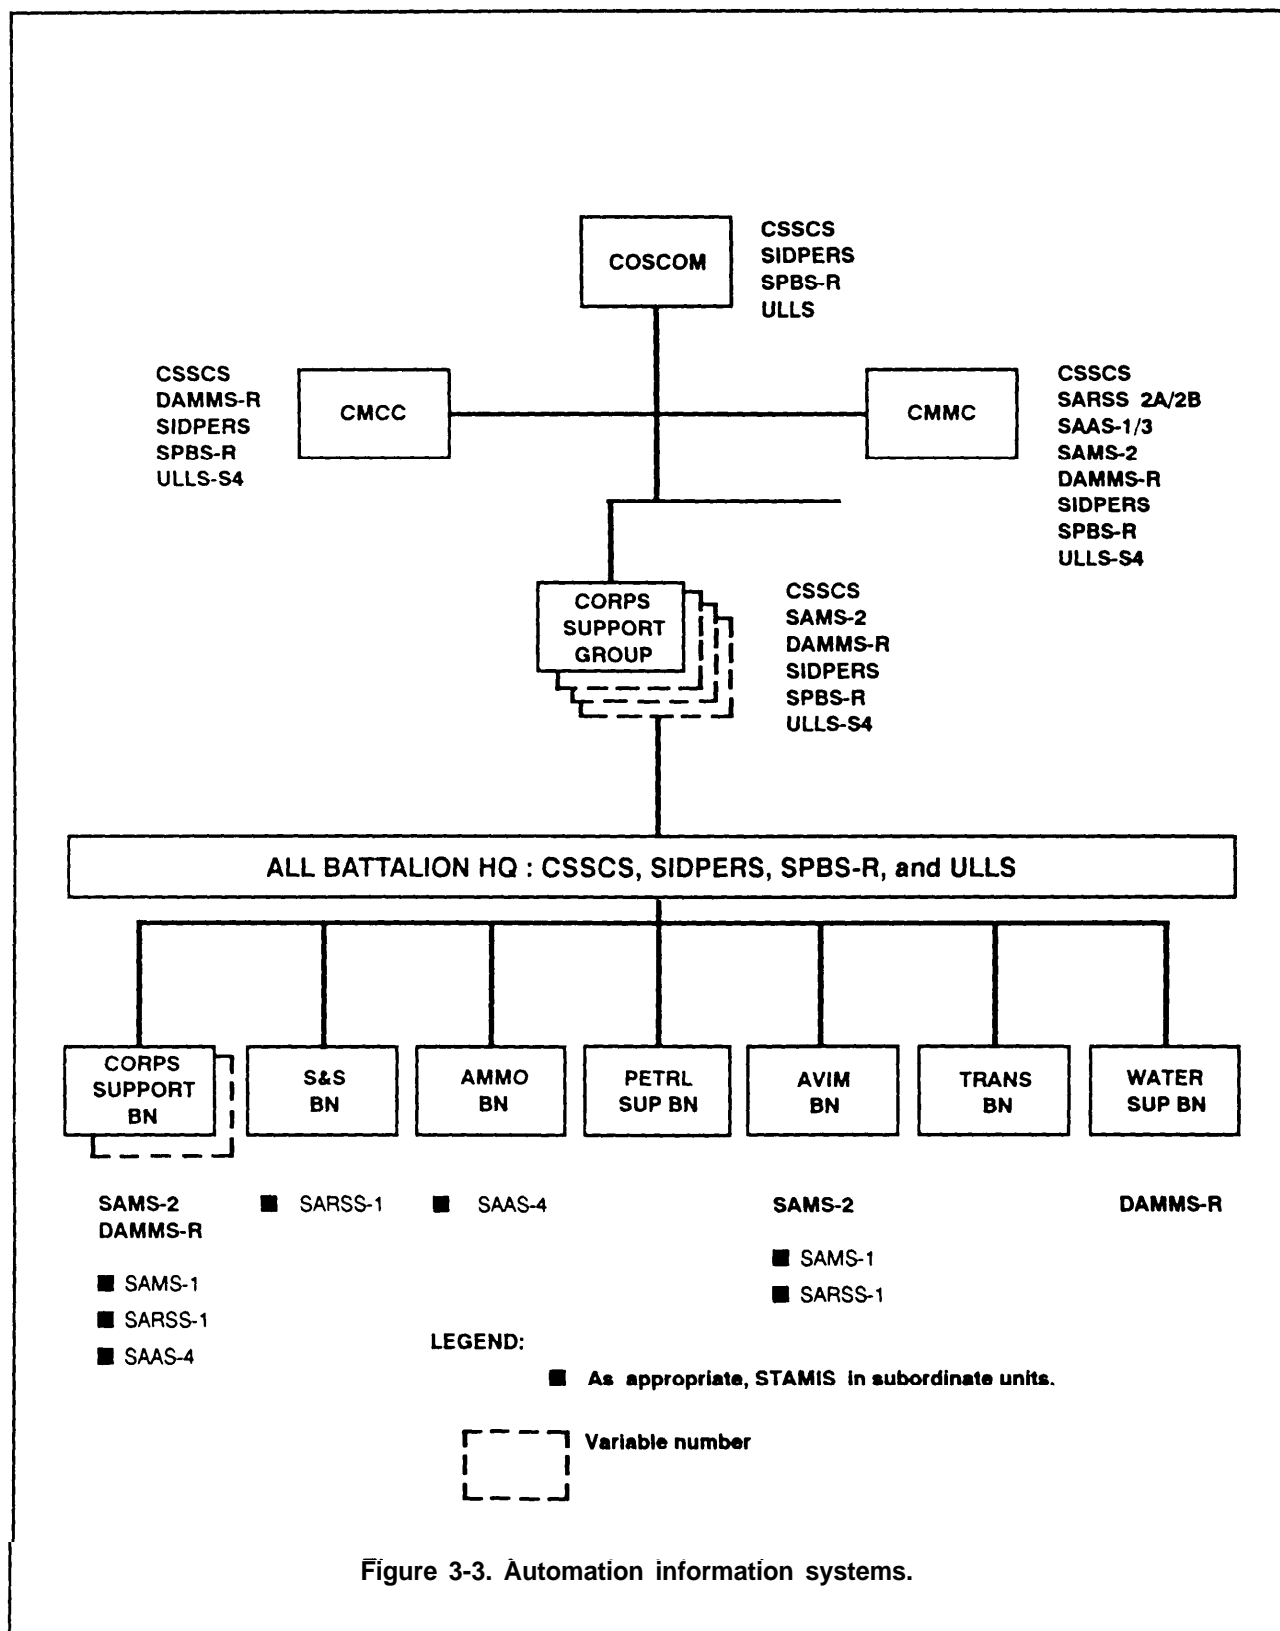 COSCOM
CSSCS
SIDPERS
SPBS-R
ULLS
CSSCS
DAMMS-R
SIDPERS
SPBS-R
ULLS-S4
CMCC
CMMC
CSSCS
SARSS 2A/2B
SAAS-1/3
SAMS-2
DAMMS-R
SIDPERS
SPBS-R
ULLS-S4
CORPS
SUPPORT
GROUP
CSSCS
SAMS-2
DAMMS-R
SIDPERS
SPBS-R
ULLS-S4
ALL BATTALION HQ : CSSCS, SIDPERS, SPBS-R, and ULLS
CORPS
SUPPORT
BN
S&S
BN
AMMO
BN
PETRL
SUP BN
AVIM
BN
TRANS
BN
WATER
SUP BN
SAMS-2
DAMMS-R
■ SAMS-1
■ SARSS-1
■ SAAS-4
■ SARSS-1
■ SAAS-4
SAMS-2
■ SAMS-1
■ SARSS-1
DAMMS-R
LEGEND:
■ As appropriate, STAMIS in subordinate units.
Variable number
Figure 3-3. Automation information systems.